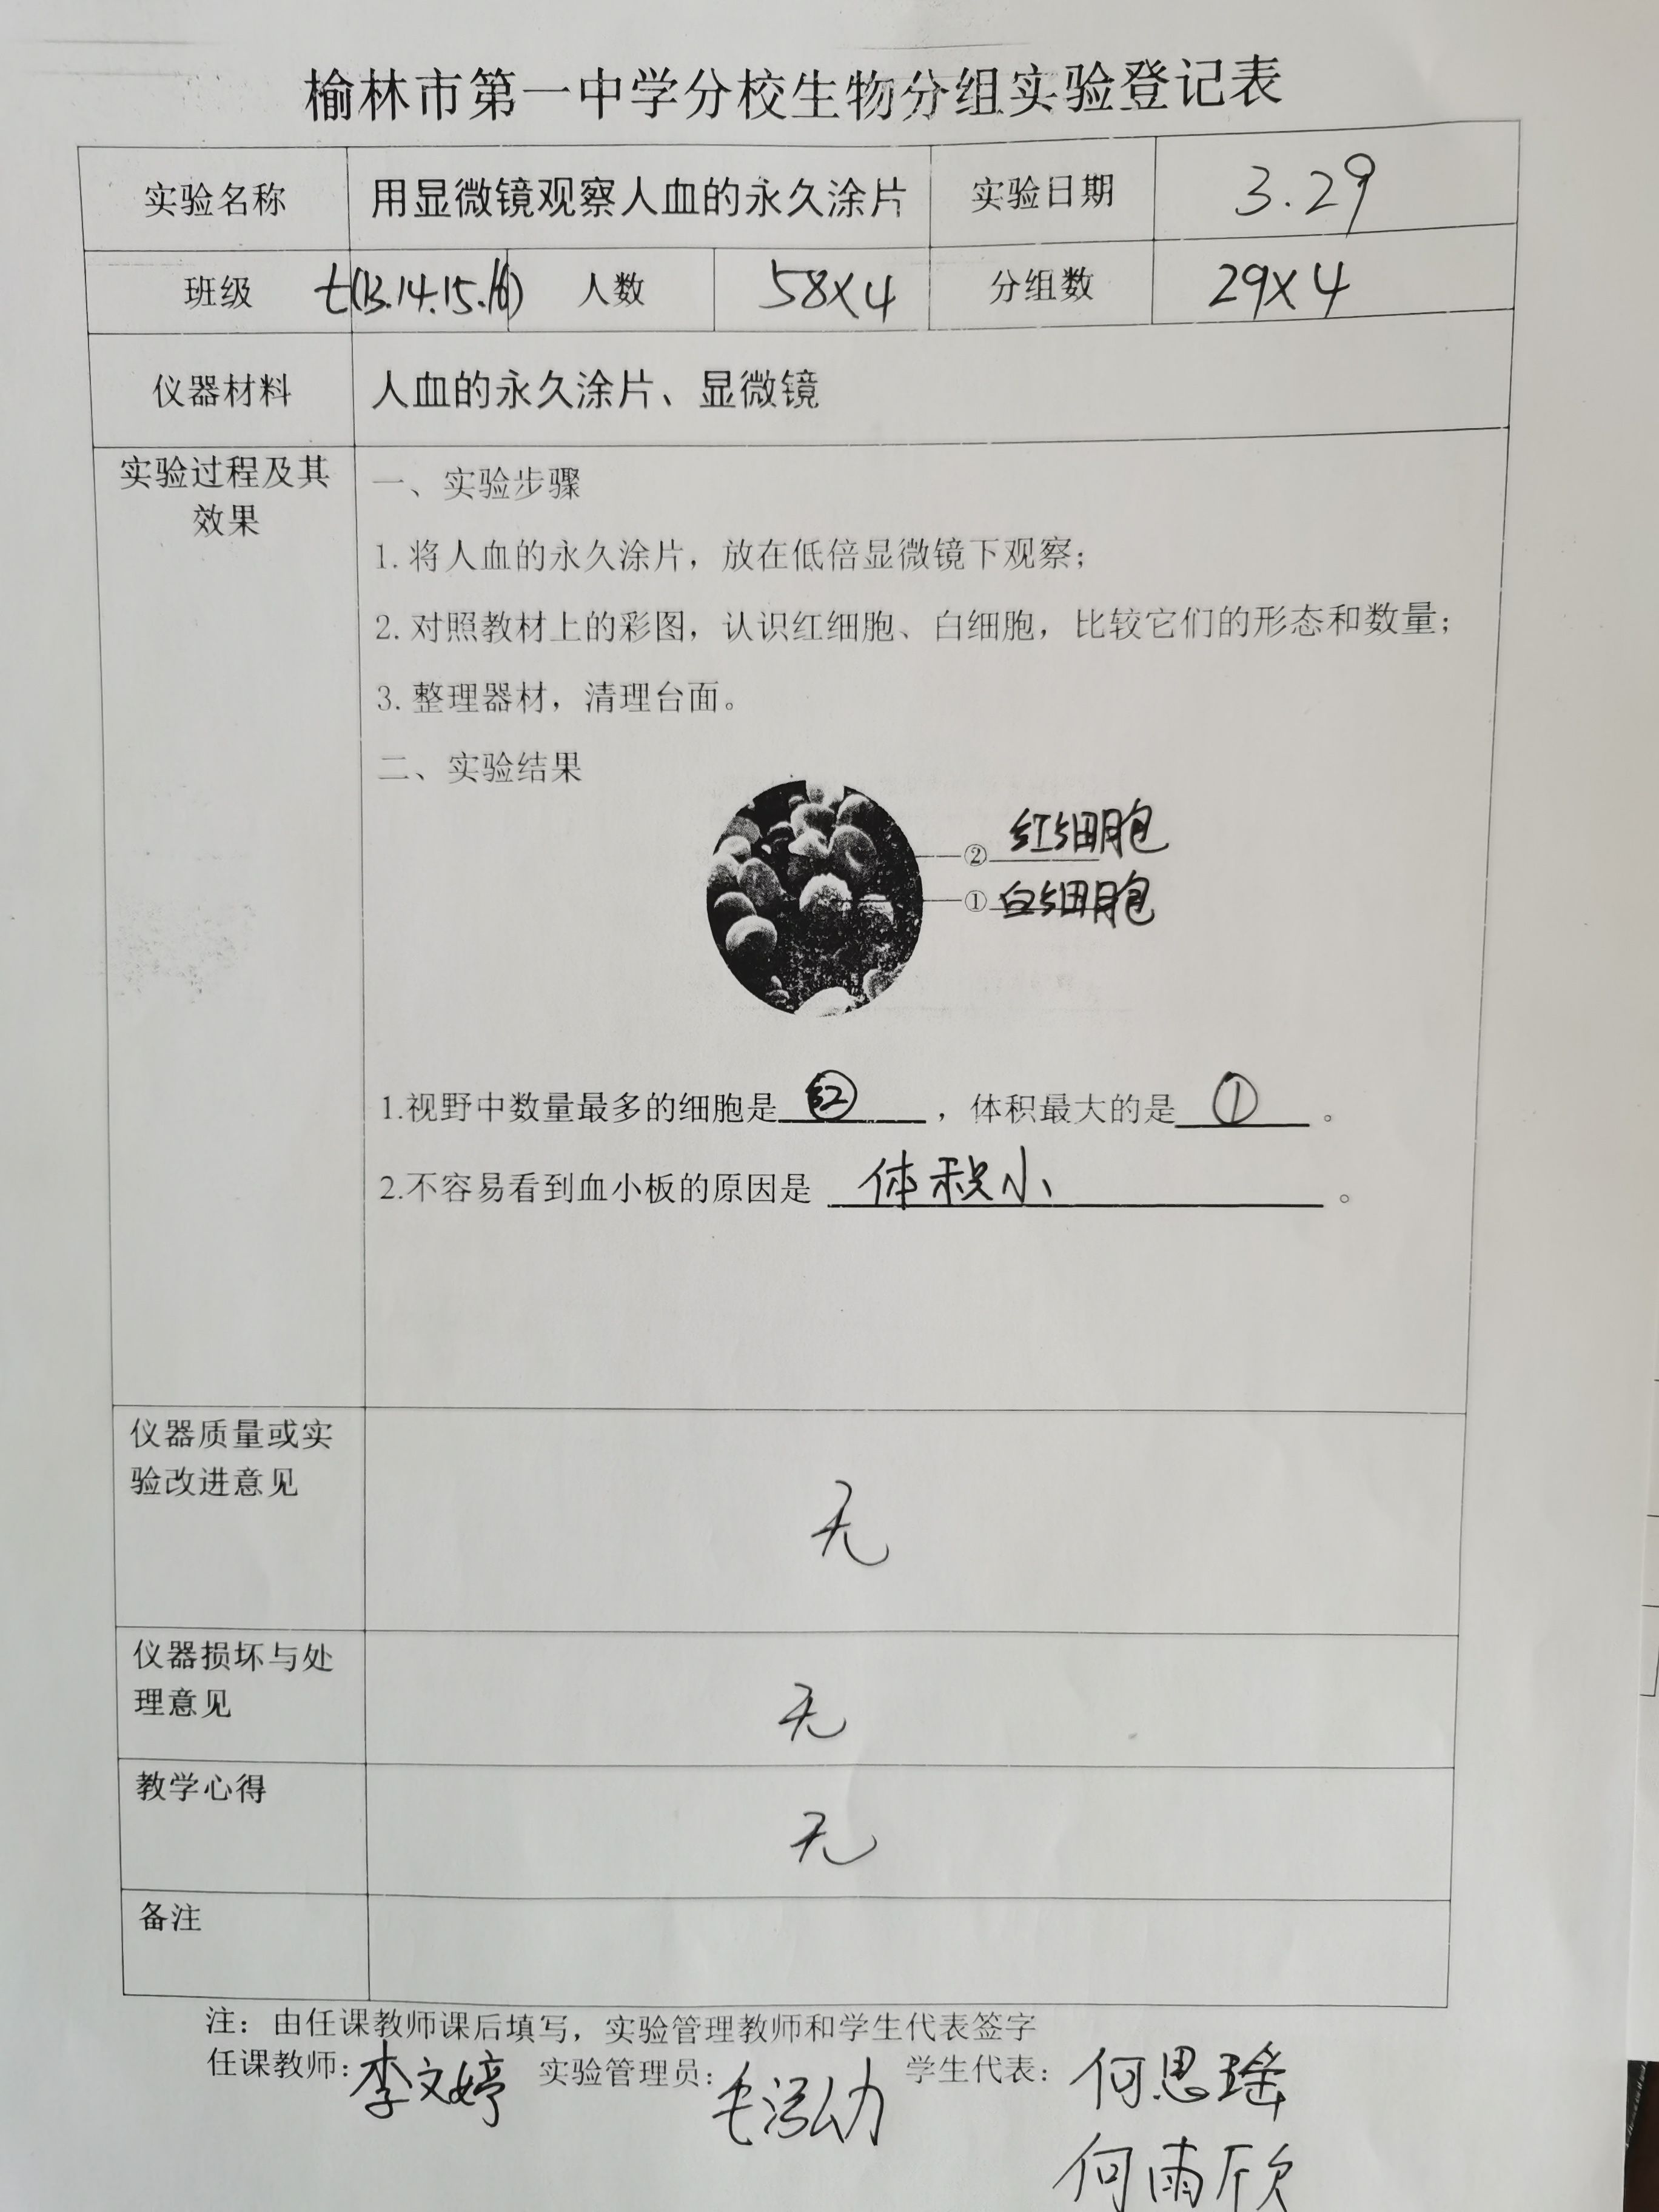 榆林市第一中学分校生物分组实验登记表
实验名称 用显微镜观察人血的永久涂片 实验日期 3.29
班级 七(13.14.15.16) 人数 58×4 分组数 29×4
仪器材料 人血的永久涂片、显微镜
实验过程及其
效果
一、实验步骤
1.将人血的永久涂片，放在低倍显微镜下观察；
2.对照教材上的彩图，认识红细胞、白细胞，比较它们的形态和数量；
3.整理器材，清理台面。
二、实验结果
② 红细胞
① 白细胞
1.视野中数量最多的细胞是 ②，体积最大的是 ①。
2.不容易看到血小板的原因是 体积小。
仪器质量或实
验改进意见
无
仪器损坏与处
理意见
无
教学心得
无
备注
注：由任课教师课后填写，实验管理教师和学生代表签字
任课教师：李文婷 实验管理员： 学生代表：何思瑶
何雨欣